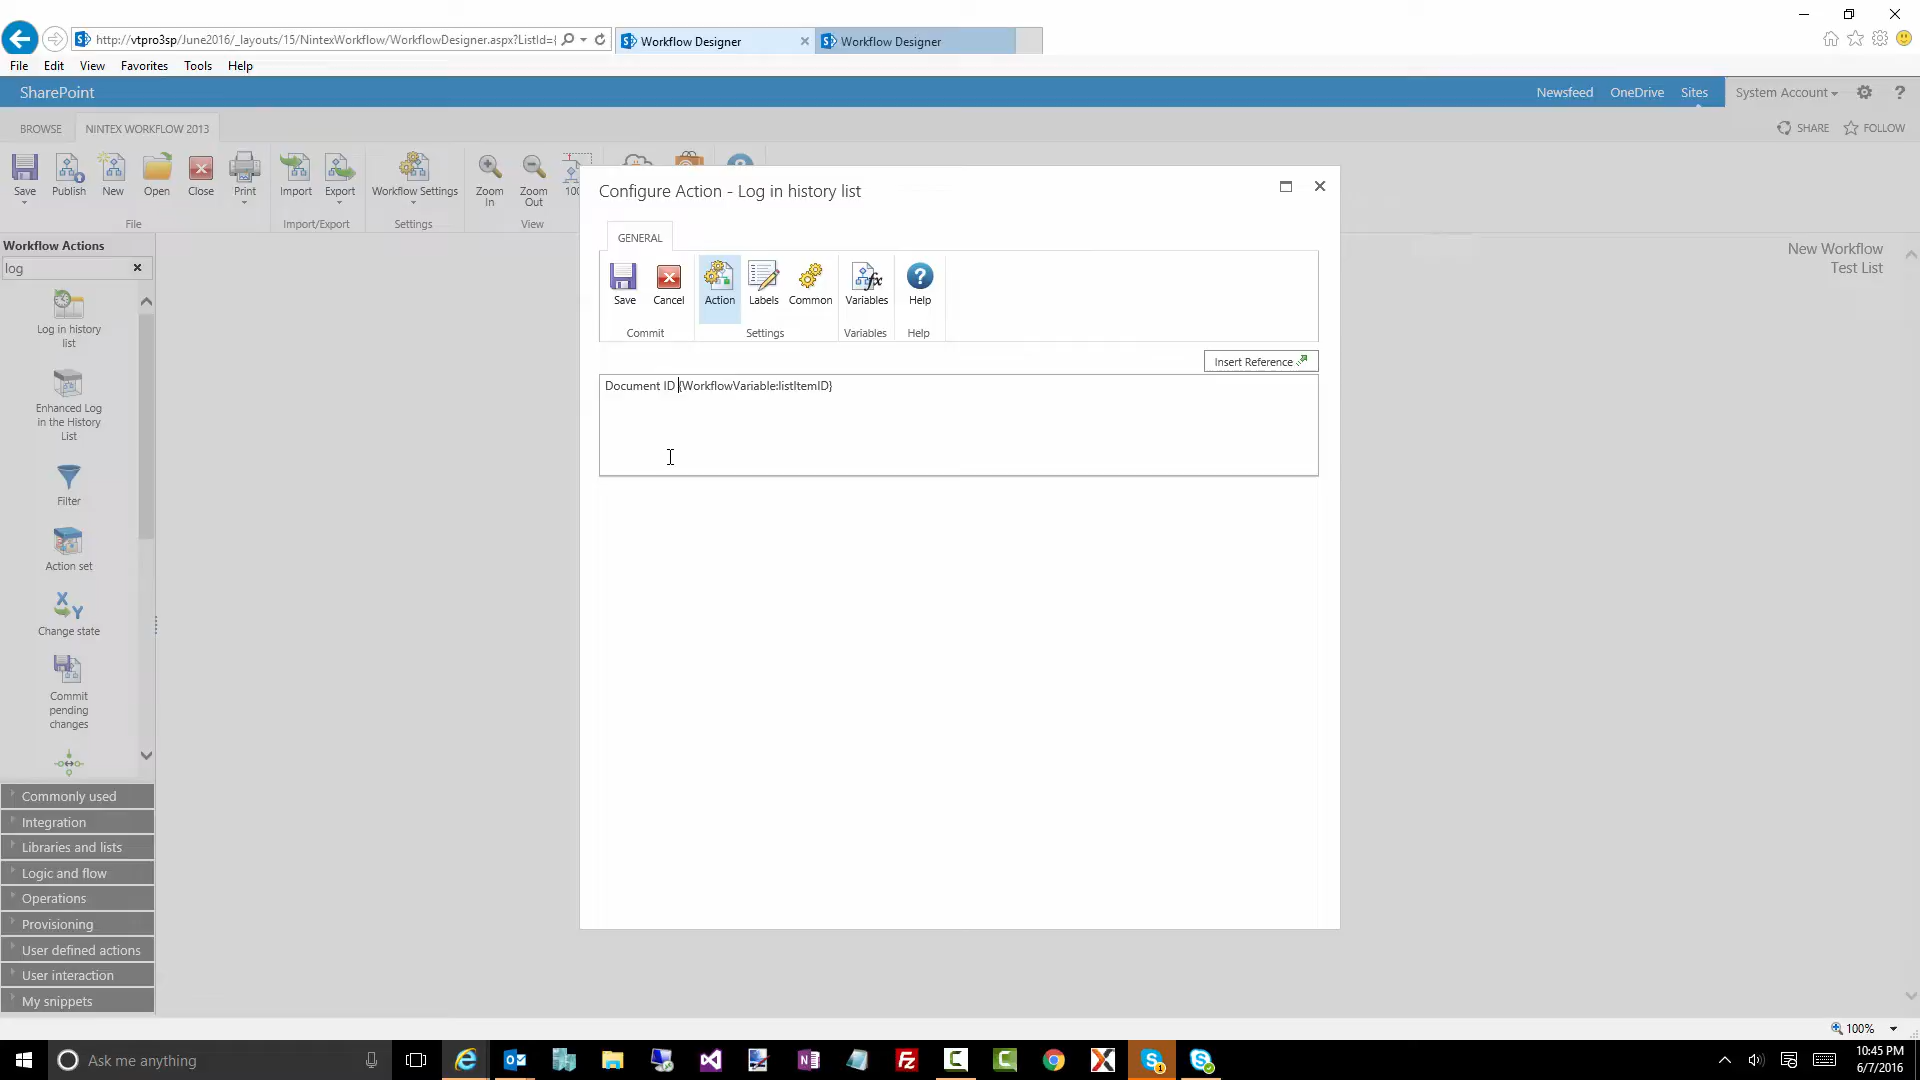 http://vtpro3sp/June2016/_layouts/15/NintexWorkflow/WorkflowDesigner.aspx?ListId={
Workflow Designer
Workflow Designer
File Edit View Favorites Tools Help
SharePoint
Newsfeed OneDrive Sites
System Account
?
BROWSE
NINTEX WORKFLOW 2013
SHARE
FOLLOW
Save
Publish
New
Open
Close
Print
Import
Export
Workflow Settings
Zoom In
Zoom Out
100
File
Import/Export
Settings
View
Configure Action - Log in history list
GENERAL
Save
Cancel
Action
Labels
Common
Variables
Help
Commit
Settings
Variables
Help
Insert Reference
Document ID {WorkflowVariable:listItemID}
New Workflow
Test List
Workflow Actions
log
Log in history
list
Enhanced Log
in the History
List
Filter
Action set
Change state
Commit
pending
changes
Commonly used
Integration
Libraries and lists
Logic and flow
Operations
Provisioning
User defined actions
User interaction
My snippets
100%
Ask me anything
10:45 PM
6/7/2016